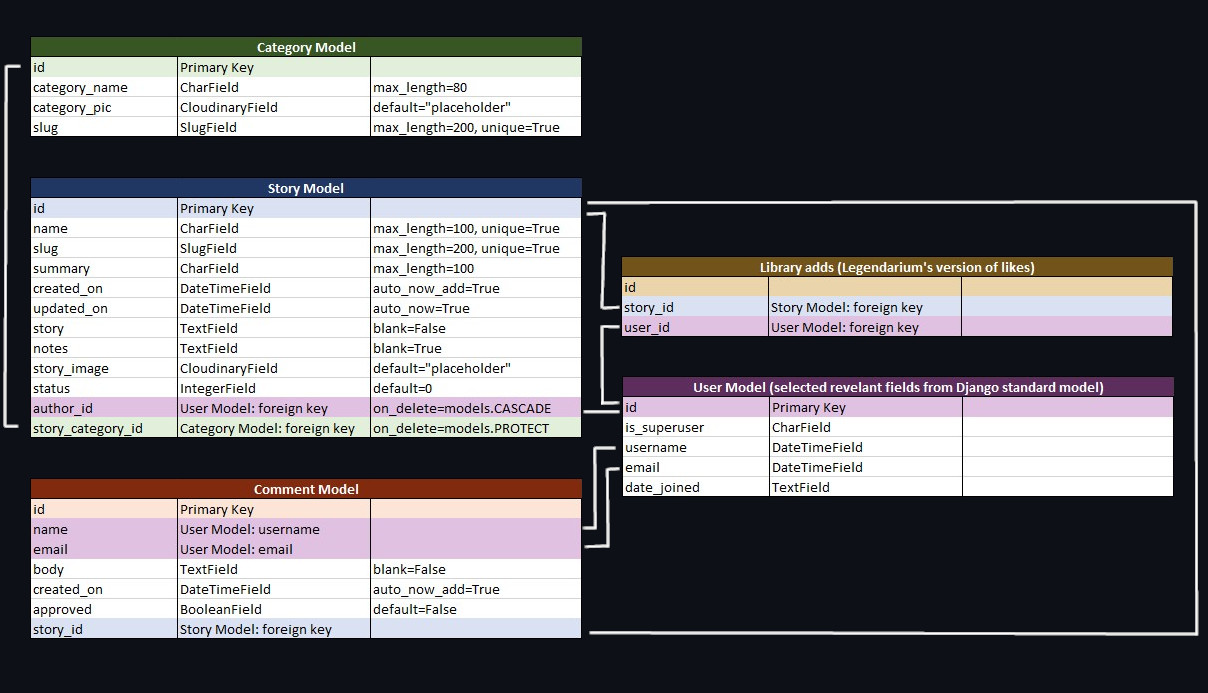 Category Model
id Primary Key
category_name CharField max_length=80
category_pic CloudinaryField default="placeholder"
slug SlugField max_length=200, unique=True
Story Model
id Primary Key
name CharField max_length=100, unique=True
slug SlugField max_length=200, unique=True
summary CharField max_length=100
created_on DateTimeField auto_now_add=True
updated_on DateTimeField auto_now=True
story TextField blank=False
notes TextField blank=True
story_image CloudinaryField default="placeholder"
status IntegerField default=0
author_id User Model: foreign key on_delete=models.CASCADE
story_category_id Category Model: foreign key on_delete=models.PROTECT
Library adds (Legendarium's version of likes)
id
story_id Story Model: foreign key
user_id User Model: foreign key
User Model (selected revelant fields from Django standard model)
id Primary Key
is_superuser CharField
username DateTimeField
email DateTimeField
date_joined TextField
Comment Model
id Primary Key
name User Model: username
email User Model: email
body TextField blank=False
created_on DateTimeField auto_now_add=True
approved BooleanField default=False
story_id Story Model: foreign key